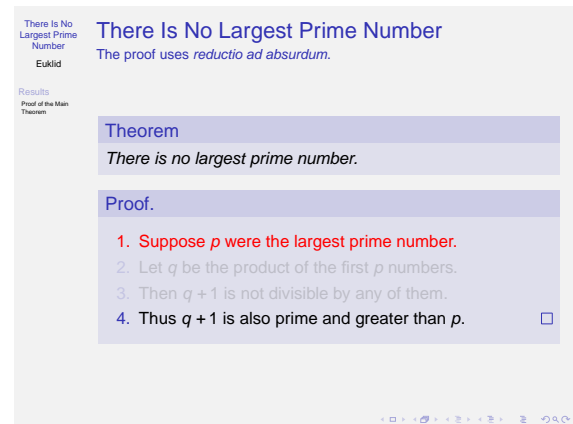 There Is No
Largest Prime
Number
Euklid
Results
Proof of the Main
Theorem
There Is No Largest Prime Number
The proof uses reductio ad absurdum.
Theorem
There is no largest prime number.
Proof.
1. Suppose p were the largest prime number.
2. Let q be the product of the first p numbers.
3. Then q + 1 is not divisible by any of them.
4. Thus q + 1 is also prime and greater than p.